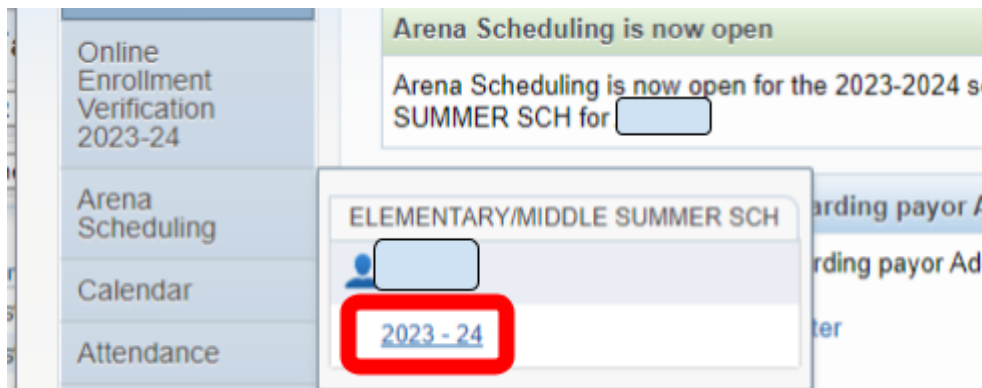 Online
Enrollment
Verification
2023-24
Arena
Scheduling
Calendar
Attendance
Arena Scheduling is now open
Arena Scheduling is now open for the 2023-2024
SUMMER SCH for
ELEMENTARY/MIDDLE SUMMER SCH
2023 - 24
arding payor A
rding payor Ad
ter